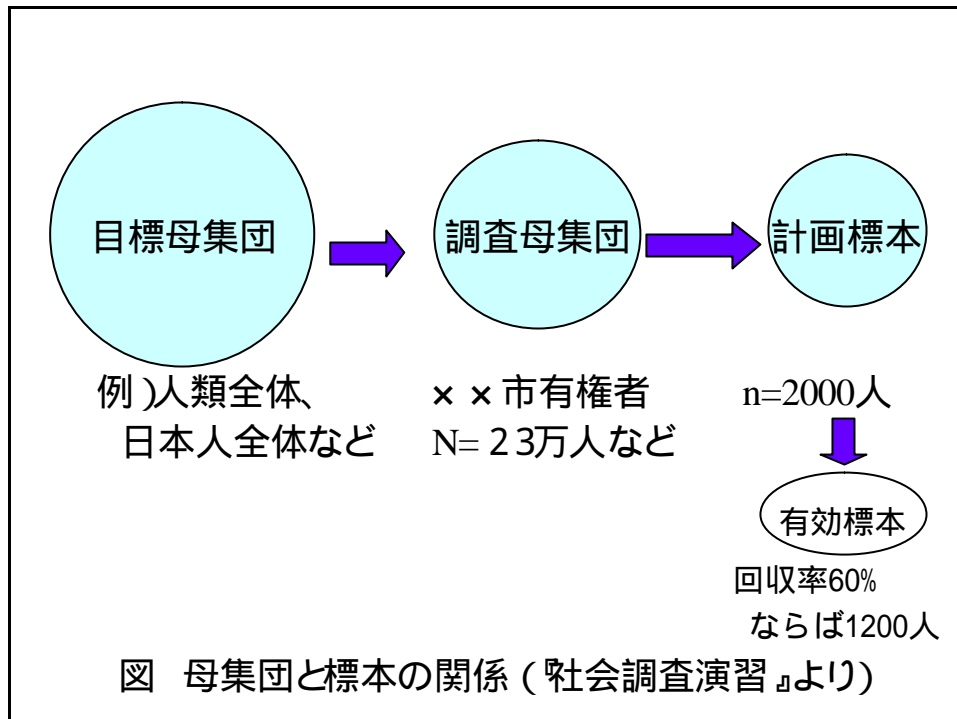 目標母集団
調査母集団
計画標本
例)人類全体、
日本人全体など
××市有権者
N=23万人など
n=2000人
有効標本
回収率60%
ならば1200人
図 母集団と標本の関係(『社会調査演習』より)